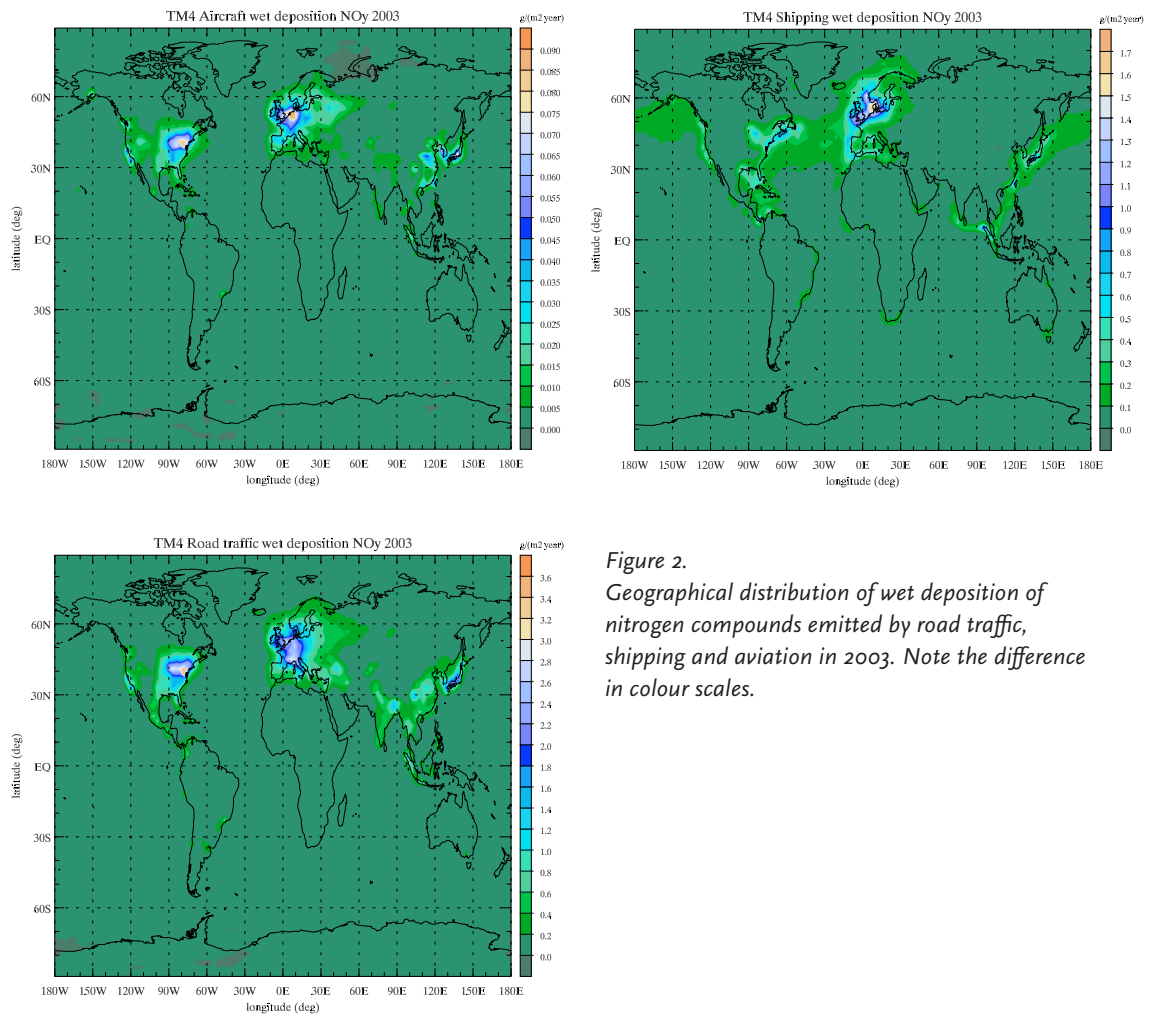 TM4 Aircraft wet deposition NOy 2003
g/(m2 year)
0.090
0.085
0.080
0.075
0.070
0.065
0.060
0.055
0.050
0.045
0.040
0.035
0.030
0.025
0.020
0.015
0.010
0.005
0.000
latitude (deg)
60N
30N
EQ
30S
60S
180W 150W 120W 90W 60W 30W 0E 30E 60E 90E 120E 150E 180E
longitude (deg)
TM4 Shipping wet deposition NOy 2003
g/(m2 year)
1.7
1.6
1.5
1.4
1.3
1.2
1.1
1.0
0.9
0.8
0.7
0.6
0.5
0.4
0.3
0.2
0.1
0.0
latitude (deg)
60N
30N
EQ
30S
60S
180W 150W 120W 90W 60W 30W 0E 30E 60E 90E 120E 150E 180E
longitude (deg)
TM4 Road traffic wet deposition NOy 2003
g/(m2 year)
3.6
3.4
3.2
3.0
2.8
2.6
2.4
2.2
2.0
1.8
1.6
1.4
1.2
1.0
0.8
0.6
0.4
0.2
0.0
latitude (deg)
60N
30N
EQ
30S
60S
180W 150W 120W 90W 60W 30W 0E 30E 60E 90E 120E 150E 180E
longitude (deg)
Figure 2.
Geographical distribution of wet deposition of
nitrogen compounds emitted by road traffic,
shipping and aviation in 2003. Note the difference
in colour scales.